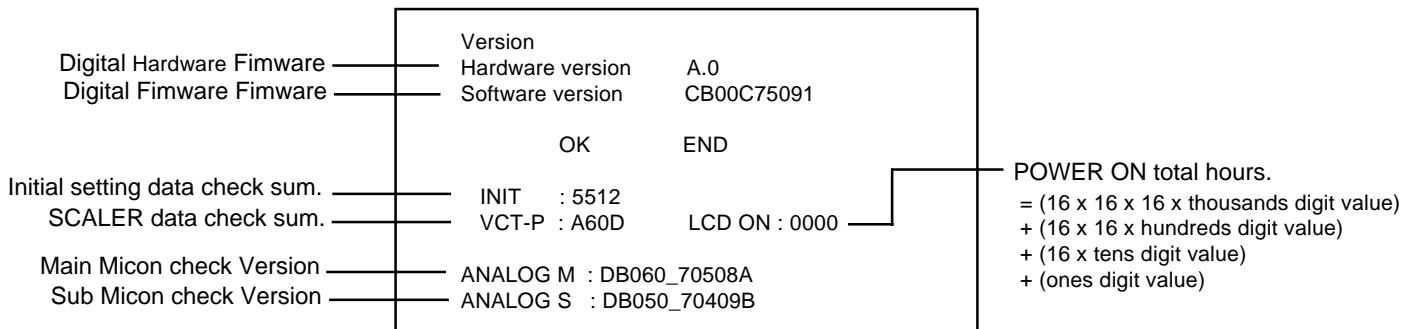 Version
Digital Hardware Fimware
Hardware version A.0
Digital Fimware Fimware
Software version CB00C75091
OK END
POWER ON total hours.
= (16 x 16 x 16 x thousands digit value)
+ (16 x 16 x hundreds digit value)
+ (16 x tens digit value)
+ (ones digit value)
Initial setting data check sum.
INIT : 5512
SCALER data check sum.
VCT-P : A60D LCD ON : 0000
Main Micon check Version
ANALOG M : DB060_70508A
Sub Micon check Version
ANALOG S : DB050_70409B